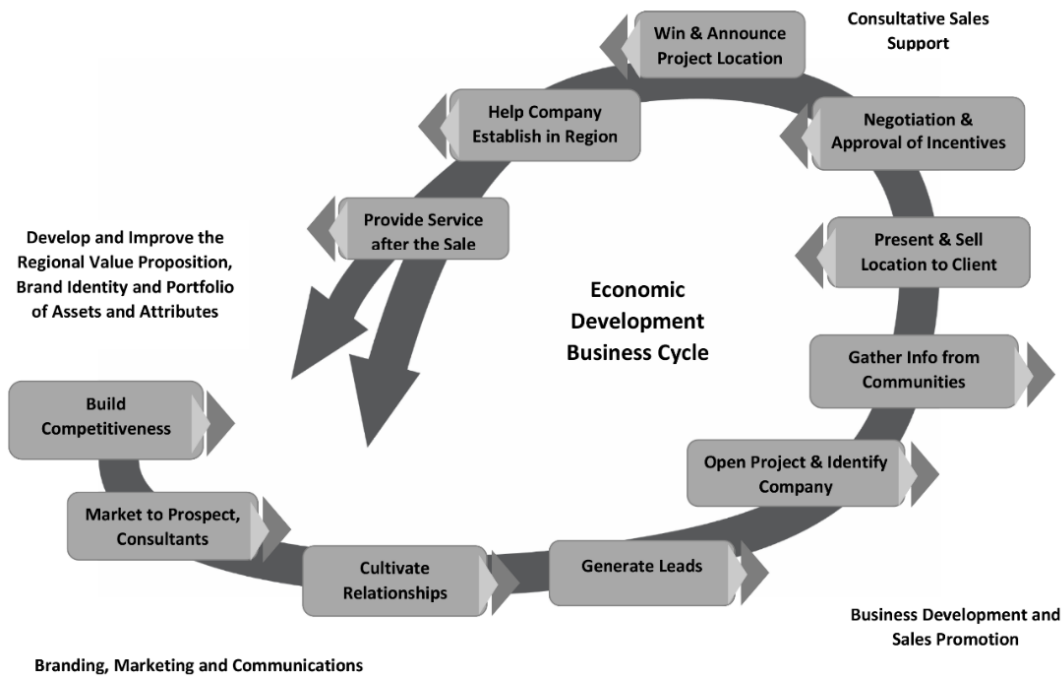 Consultative Sales
Support
Win & Announce
Project Location
Help Company
Establish in Region
Negotiation &
Approval of Incentives
Provide Service
after the Sale
Present & Sell
Location to Client
Develop and Improve the
Regional Value Proposition,
Brand Identity and Portfolio
of Assets and Attributes
Economic
Development
Business Cycle
Gather Info from
Communities
Build
Competitiveness
Open Project & Identify
Company
Market to Prospect,
Consultants
Cultivate
Relationships
Generate Leads
Business Development and
Sales Promotion
Branding, Marketing and Communications